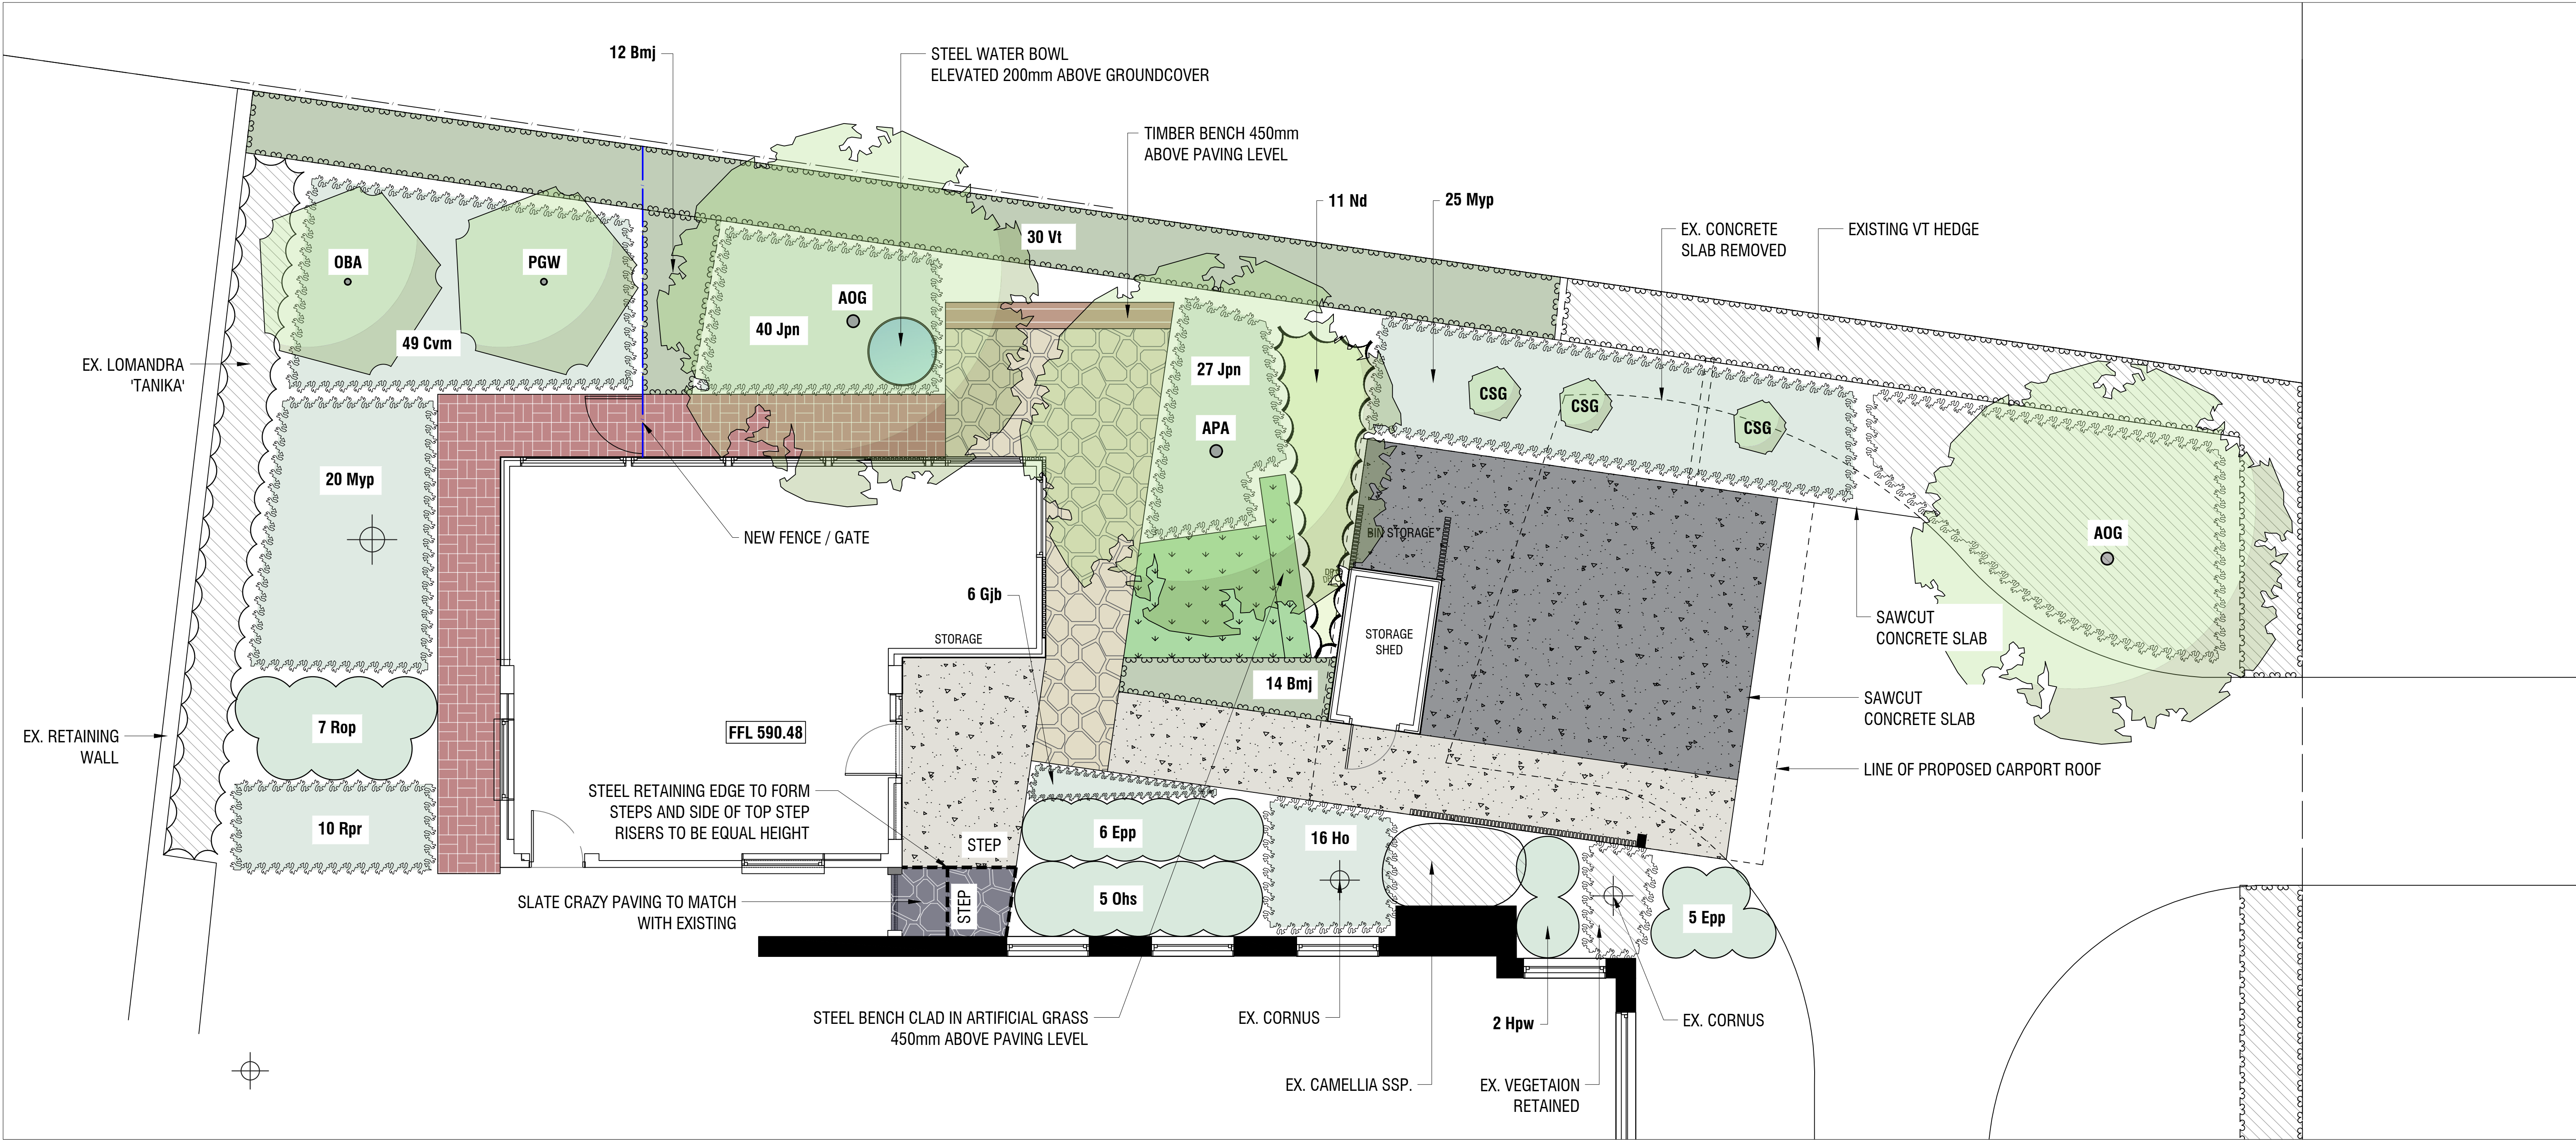 12 Bmj
STEEL WATER BOWL
ELEVATED 200mm ABOVE GROUNDCOVER
TIMBER BENCH 450mm
ABOVE PAVING LEVEL
11 Nd
25 Myp
EX. CONCRETE
SLAB REMOVED
EXISTING VT HEDGE
30 Vt
OBA
PGW
AOG
40 Jpn
49 Cvm
EX. LOMANDRA
'TANIKA'
27 Jpn
APA
CSG
CSG
CSG
20 Myp
NEW FENCE / GATE
BIN STORAGE
AOG
6 Gjb
STORAGE
STORAGE
SHED
SAWCUT
CONCRETE SLAB
14 Bmj
SAWCUT
CONCRETE SLAB
7 Rop
FFL 590.48
EX. RETAINING
WALL
LINE OF PROPOSED CARPORT ROOF
STEEL RETAINING EDGE TO FORM
STEPS AND SIDE OF TOP STEP
RISERS TO BE EQUAL HEIGHT
10 Rpr
STEP
6 Epp
16 Ho
SLATE CRAZY PAVING TO MATCH
WITH EXISTING
STEP
5 Ohs
5 Epp
STEEL BENCH CLAD IN ARTIFICIAL GRASS
450mm ABOVE PAVING LEVEL
EX. CORNUS
2 Hpw
EX. CORNUS
EX. CAMELLIA SSP.
EX. VEGETAION
RETAINED